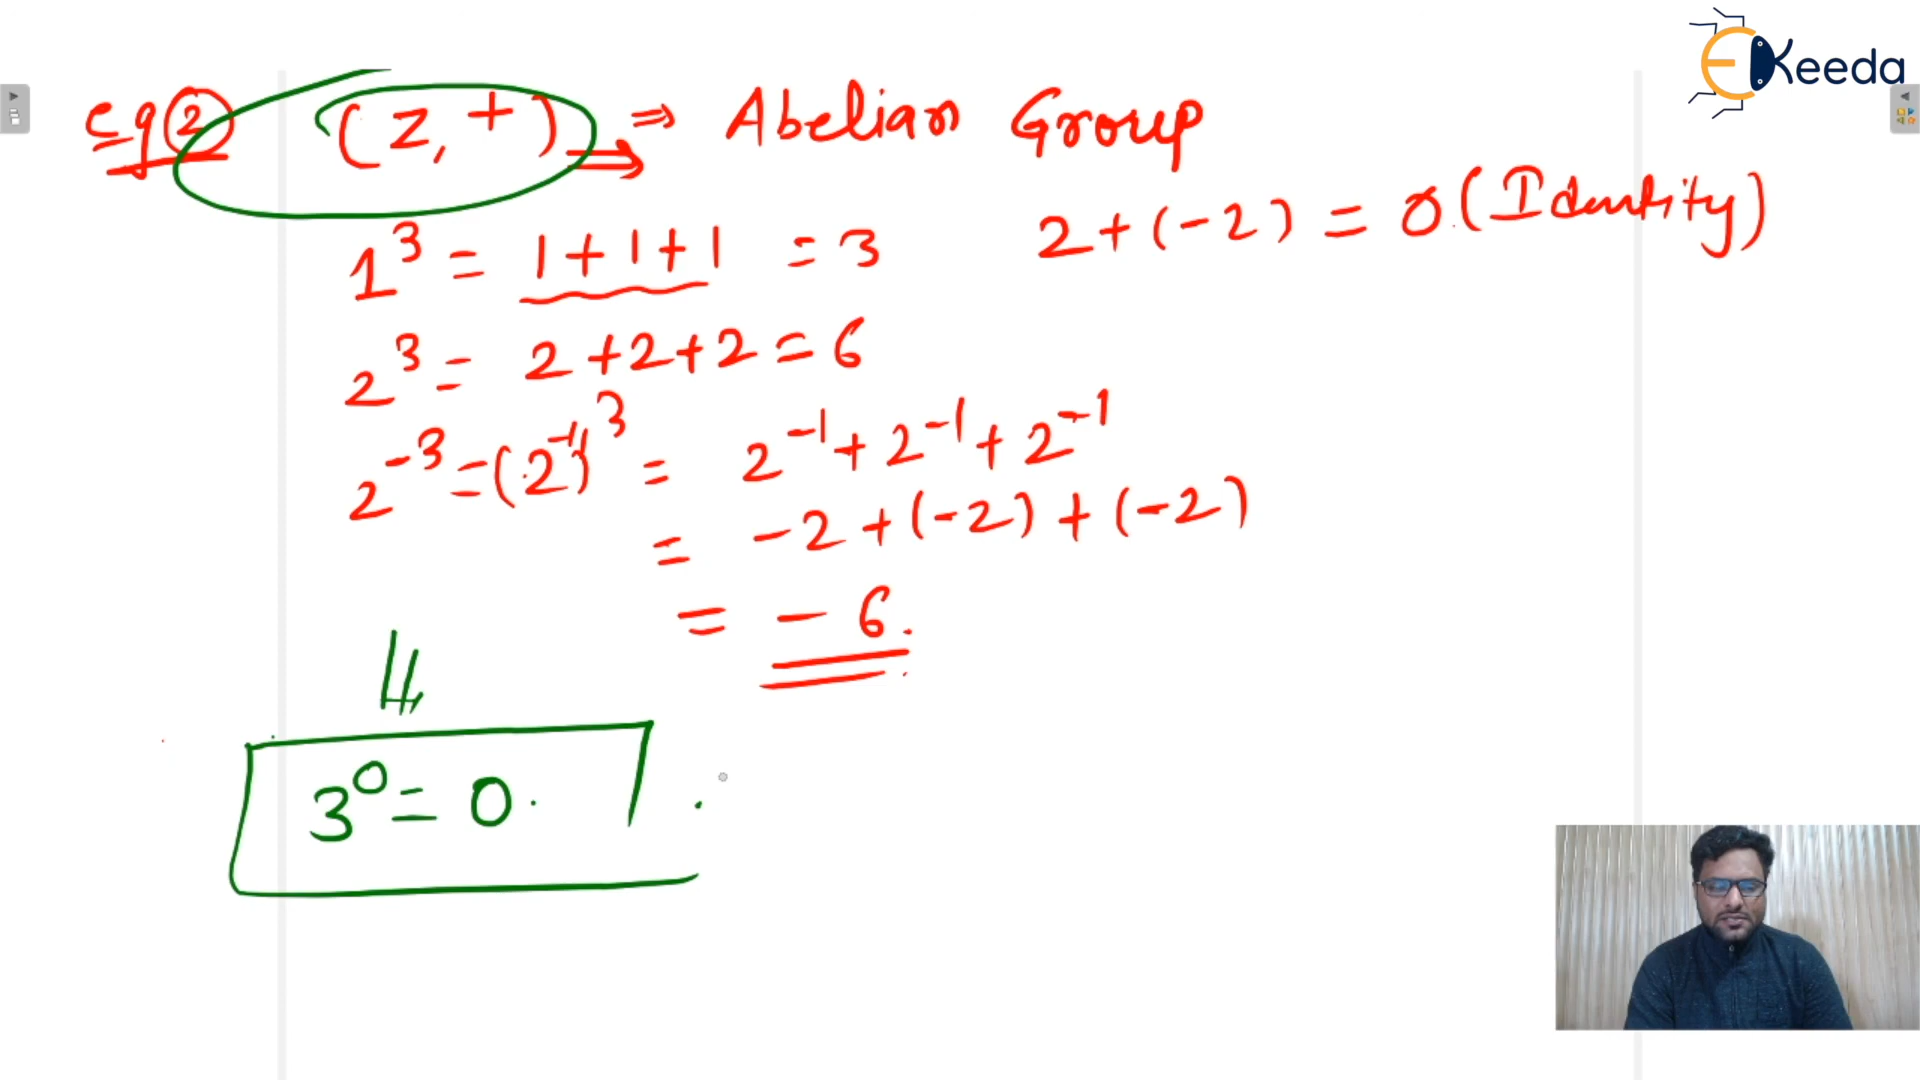 EKeeda
eg ② (Z, +) ⇒ Abelian Group
2 + (-2) = 0. (Identity)
1³ = 1 + 1 + 1 = 3
2³ = 2 + 2 + 2 = 6
2⁻³ = (2⁻¹)³ = 2⁻¹ + 2⁻¹ + 2⁻¹
= -2 + (-2) + (-2)
= -6.
3⁰ = 0.